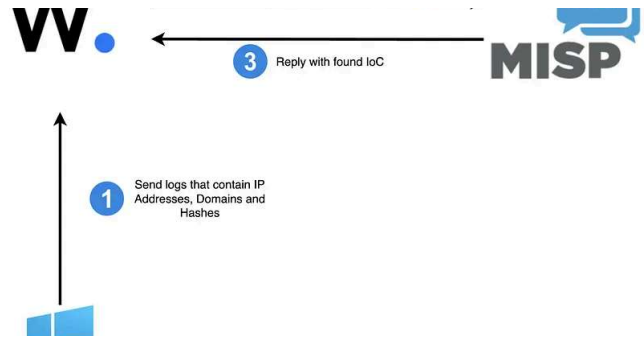 W.
3 Reply with found IoC
MISP
1
Send logs that contain IP
Addresses, Domains and
Hashes